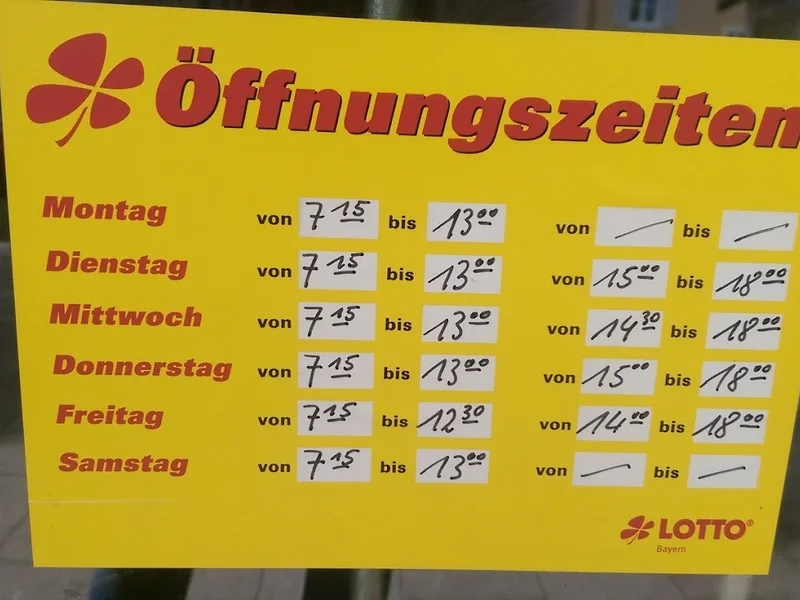 Öffnungszeiten
Montag von 7 15 bis 13 00 von — bis —
Dienstag von 7 15 bis 13 00 von 15 00 bis 18 00
Mittwoch von 7 15 bis 13 00 von 14 30 bis 18 00
Donnerstag von 7 15 bis 13 00 von 15 00 bis 18 00
Freitag von 7 15 bis 12 30 von 14 00 bis 18 00
Samstag von 7 15 bis 13 00 von — bis —
LOTTO®
Bayern